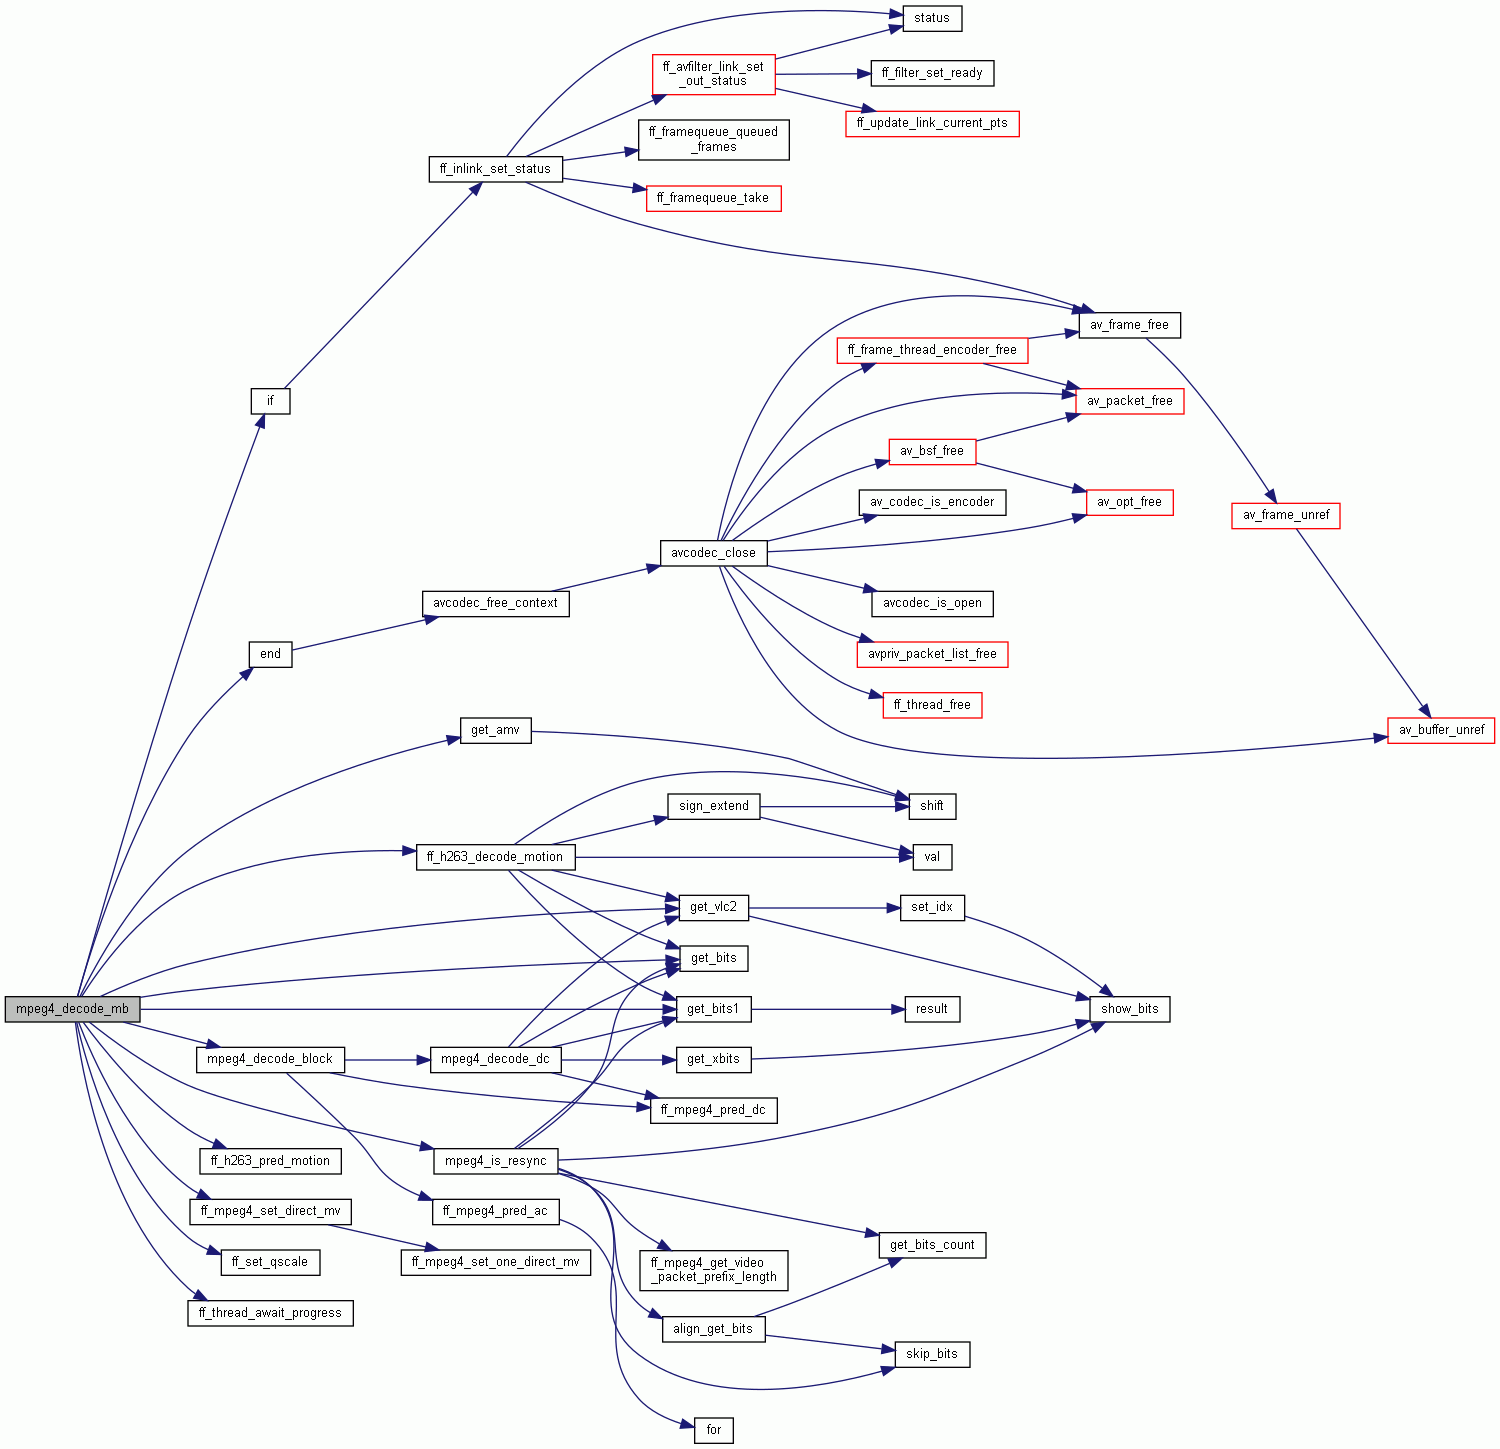 status
ff_avfilter_link_set
_out_status
ff_filter_set_ready
ff_update_link_current_pts
ff_framequeue_queued
_frames
ff_inlink_set_status
ff_framequeue_take
av_frame_free
ff_frame_thread_encoder_free
if
av_packet_free
av_bsf_free
av_codec_is_encoder
av_opt_free
av_frame_unref
avcodec_close
avcodec_free_context
avcodec_is_open
end
avpriv_packet_list_free
ff_thread_free
get_amv
av_buffer_unref
sign_extend
shift
ff_h263_decode_motion
val
get_vlc2
set_idx
get_bits
mpeg4_decode_mb
get_bits1
result
show_bits
mpeg4_decode_block
mpeg4_decode_dc
get_xbits
ff_mpeg4_pred_dc
ff_h263_pred_motion
mpeg4_is_resync
ff_mpeg4_set_direct_mv
ff_mpeg4_pred_ac
get_bits_count
ff_set_qscale
ff_mpeg4_set_one_direct_mv
ff_mpeg4_get_video
_packet_prefix_length
ff_thread_await_progress
align_get_bits
skip_bits
for